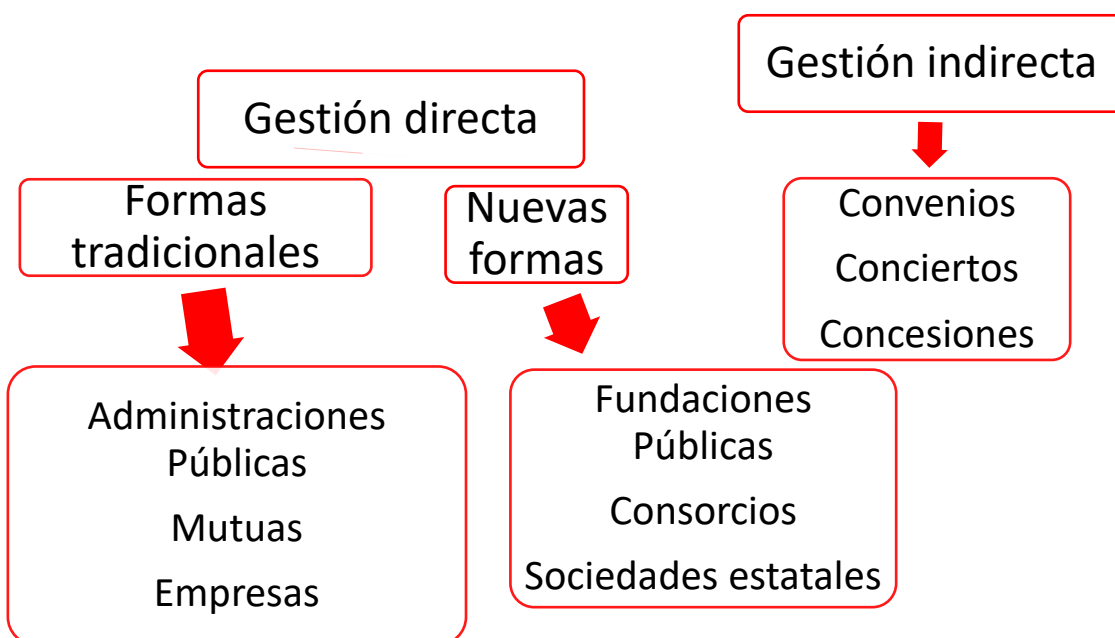 Gestión directa
Formas
tradicionales
Administraciones
Públicas
Mutuas
Empresas
Nuevas
formas
Fundaciones
Públicas
Consorcios
Sociedades estatales
Gestión indirecta
Convenios
Conciertos
Concesiones